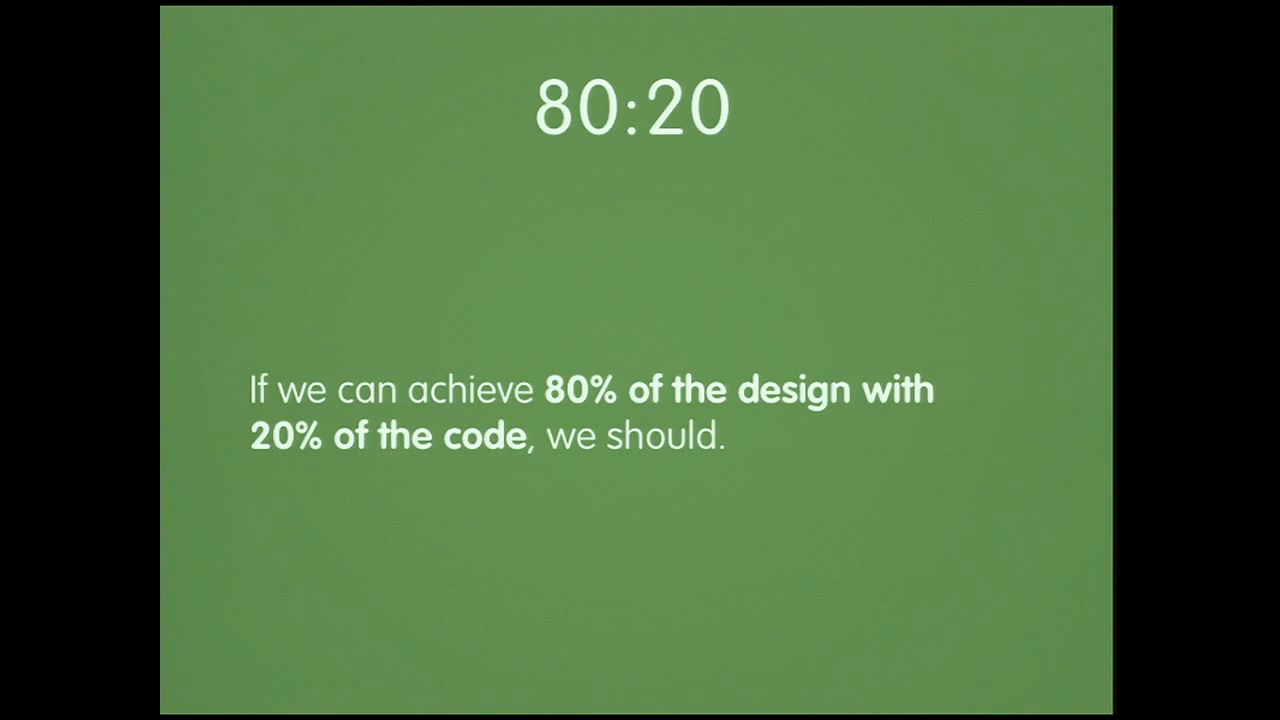 80:20
If we can achieve 80% of the design with
20% of the code, we should.